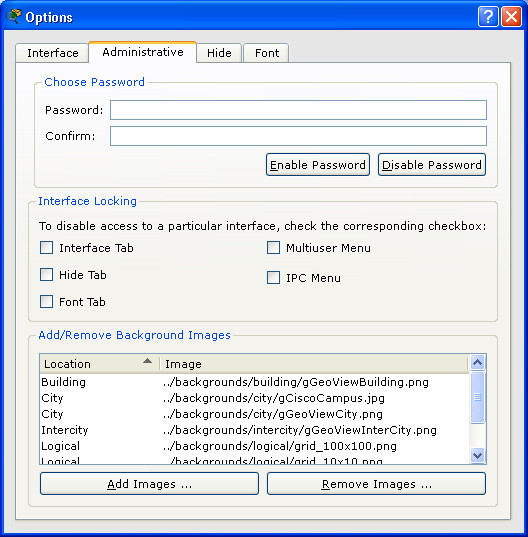 Options
Interface Administrative Hide Font
Choose Password
Password:
Confirm:
Enable Password Disable Password
Interface Locking
To disable access to a particular interface, check the corresponding checkbox:
Interface Tab Multiuser Menu
Hide Tab IPC Menu
Font Tab
Add/Remove Background Images
Location Image
Building ../backgrounds/building/gGeoViewBuilding.png
City ../backgrounds/city/gCiscoCampus.jpg
City ../backgrounds/city/gGeoViewCity.png
Intercity ../backgrounds/intercity/gGeoViewInterCity.png
Logical ../backgrounds/logical/grid_100x100.png
Logical ../backgrounds/logical/grid_10x10.png
Add Images ... Remove Images ...